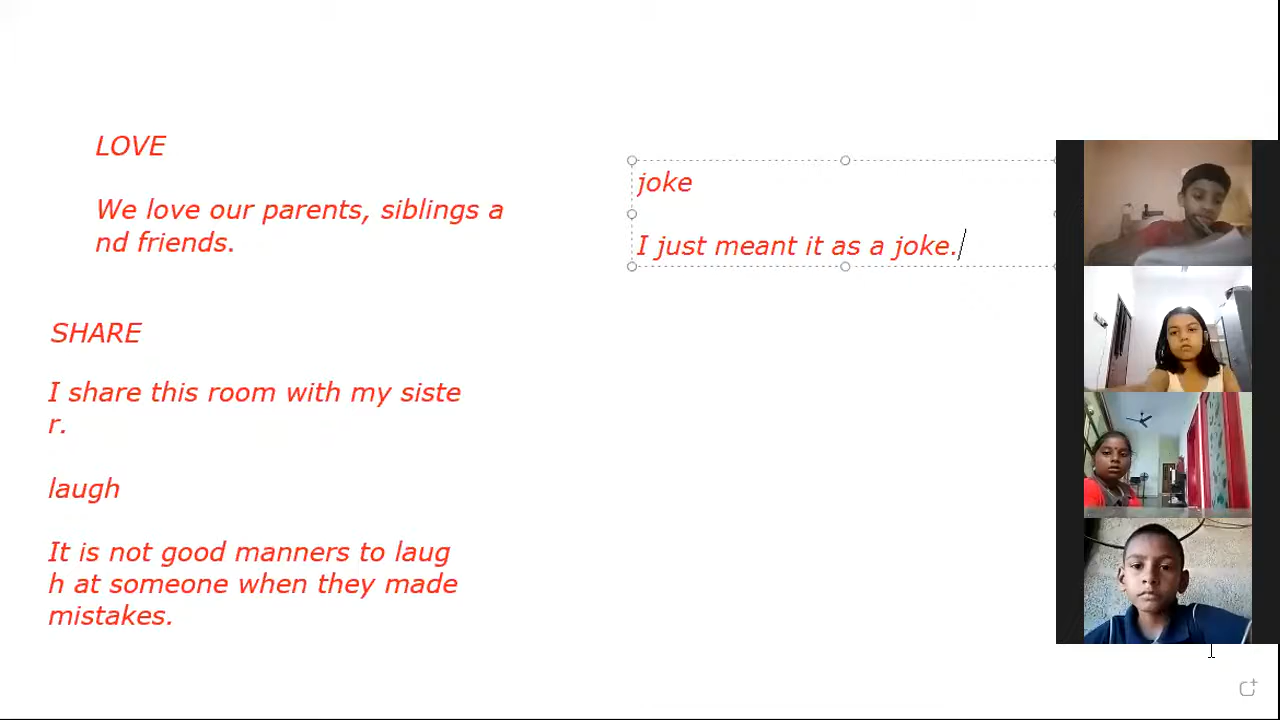 LOVE
We love our parents, siblings a
nd friends.
SHARE
I share this room with my siste
r.
laugh
It is not good manners to laug
h at someone when they made
mistakes.
joke
I just meant it as a joke.